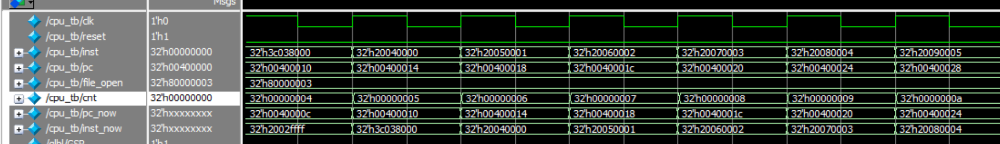 Msgs
/cpu_tb/clk 1'h0
/cpu_tb/reset 1'h1
/cpu_tb/inst 32'h00000000 32'h3c038000 32'h20040000 32'h20050001 32'h20060002 32'h20070003 32'h20080004 32'h20090005
/cpu_tb/pc 32'h00400000 32'h00400010 32'h00400014 32'h00400018 32'h0040001c 32'h00400020 32'h00400024 32'h00400028
/cpu_tb/file_open 32'h80000003 32'h80000003
/cpu_tb/cnt 32'h00000000 32'h00000004 32'h00000005 32'h00000006 32'h00000007 32'h00000008 32'h00000009 32'h0000000a
/cpu_tb/pc_now 32'hxxxxxxxx 32'h0040000c 32'h00400010 32'h00400014 32'h00400018 32'h0040001c 32'h00400020 32'h00400024
/cpu_tb/inst_now 32'hxxxxxxxx 32'h2002ffff 32'h3c038000 32'h20040000 32'h20050001 32'h20060002 32'h20070003 32'h20080004
/glbl/GSR 1'h1